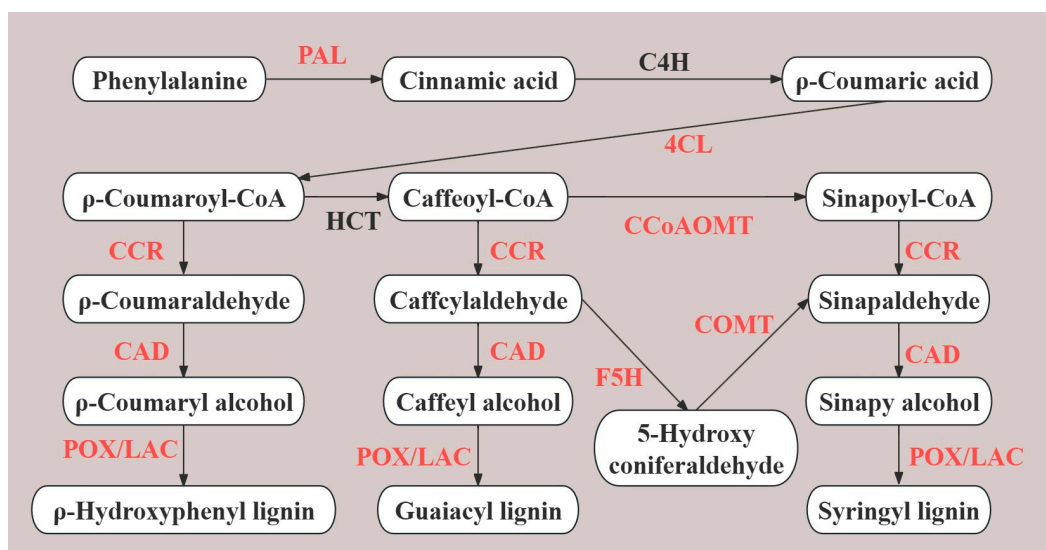 PAL
C4H
Phenylalanine
Cinnamic acid
ρ-Coumaric acid
4CL
ρ-Coumaroyl-CoA
Caffeoyl-CoA
Sinapoyl-CoA
HCT
CCoAOMT
CCR
CCR
CCR
ρ-Coumaraldehyde
Caffcylaldehyde
Sinapaldehyde
COMT
CAD
CAD
CAD
F5H
ρ-Coumaryl alcohol
Caffeyl alcohol
Sinapy alcohol
5-Hydroxy
coniferaldehyde
POX/LAC
POX/LAC
POX/LAC
ρ-Hydroxyphenyl lignin
Guaiacyl lignin
Syringyl lignin